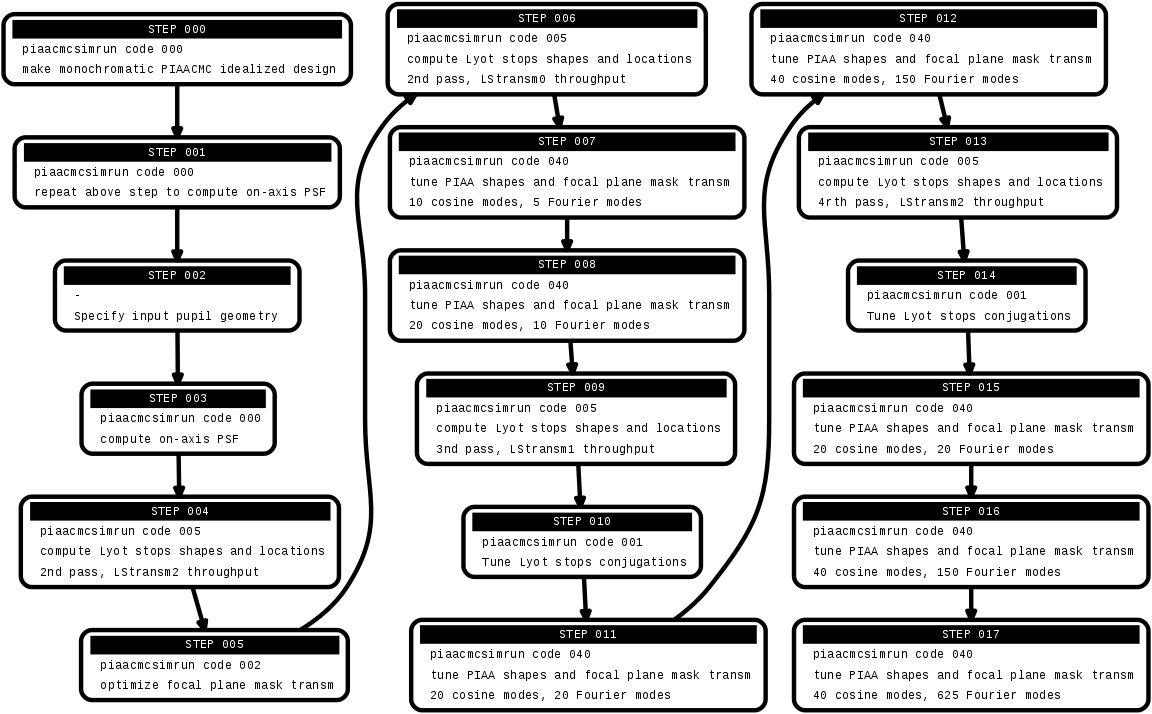 STEP 000
piaacmcsimrun code 000
make monochromatic PIAACMC idealized design
STEP 001
piaacmcsimrun code 000
repeat above step to compute on-axis PSF
STEP 002
-
Specify input pupil geometry
STEP 003
piaacmcsimrun code 000
compute on-axis PSF
STEP 004
piaacmcsimrun code 005
compute Lyot stops shapes and locations
2nd pass, LStransm2 throughput
STEP 005
piaacmcsimrun code 002
optimize focal plane mask transm
STEP 006
piaacmcsimrun code 005
compute Lyot stops shapes and locations
2nd pass, LStransm0 throughput
STEP 007
piaacmcsimrun code 040
tune PIAA shapes and focal plane mask transm
10 cosine modes, 5 Fourier modes
STEP 008
piaacmcsimrun code 040
tune PIAA shapes and focal plane mask transm
20 cosine modes, 10 Fourier modes
STEP 009
piaacmcsimrun code 005
compute Lyot stops shapes and locations
3nd pass, LStransm1 throughput
STEP 010
piaacmcsimrun code 001
Tune Lyot stops conjugations
STEP 011
piaacmcsimrun code 040
tune PIAA shapes and focal plane mask transm
20 cosine modes, 20 Fourier modes
STEP 012
piaacmcsimrun code 040
tune PIAA shapes and focal plane mask transm
40 cosine modes, 150 Fourier modes
STEP 013
piaacmcsimrun code 005
compute Lyot stops shapes and locations
4rth pass, LStransm2 throughput
STEP 014
piaacmcsimrun code 001
Tune Lyot stops conjugations
STEP 015
piaacmcsimrun code 040
tune PIAA shapes and focal plane mask transm
20 cosine modes, 20 Fourier modes
STEP 016
piaacmcsimrun code 040
tune PIAA shapes and focal plane mask transm
40 cosine modes, 150 Fourier modes
STEP 017
piaacmcsimrun code 040
tune PIAA shapes and focal plane mask transm
40 cosine modes, 625 Fourier modes